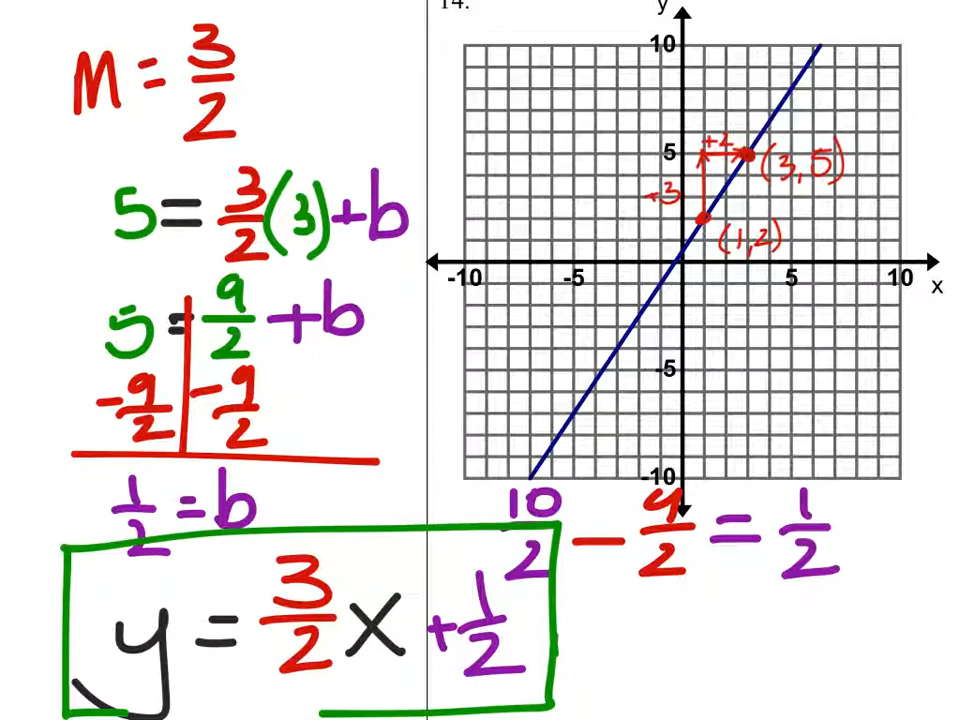 14.
M = 3/2
5 = 3/2 (3) + b
5 = 9/2 + b
- 9/2 - 9/2
1/2 = b
y = 3/2 x + 1/2
y
10
5
-10
-5
5
10
x
-5
-10
+2
+3
(3,5)
(1,2)
10/2 - 9/2 = 1/2